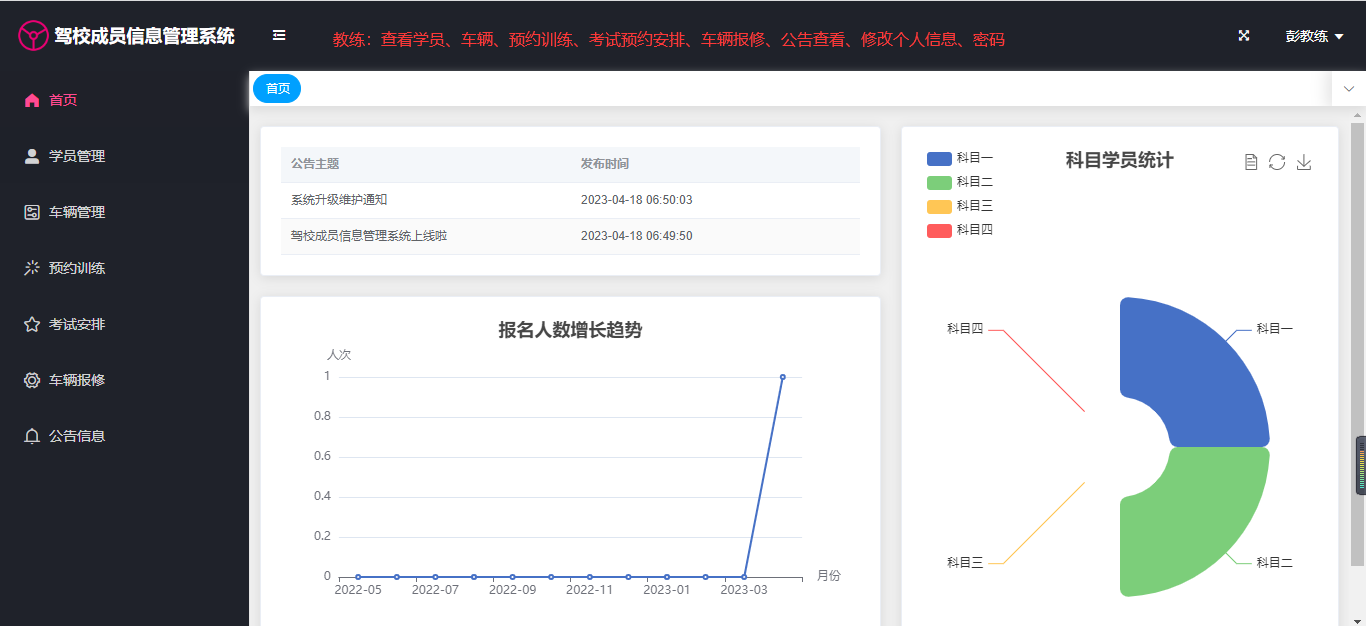 驾校成员信息管理系统
教练：查看学员、车辆、预约训练、考试预约安排、车辆报修、公告查看、修改个人信息、密码
彭教练
首页
学员管理
车辆管理
预约训练
考试安排
车辆报修
公告信息
首页
公告主题 发布时间
系统升级维护通知 2023-04-18 06:50:03
驾校成员信息管理系统上线啦 2023-04-18 06:49:50
报名人数增长趋势
人次
1
0.8
0.6
0.4
0.2
0
2022-05 2022-07 2022-09 2022-11 2023-01 2023-03
月份
科目学员统计
科目一
科目二
科目三
科目四
科目四 科目一
科目三 科目二